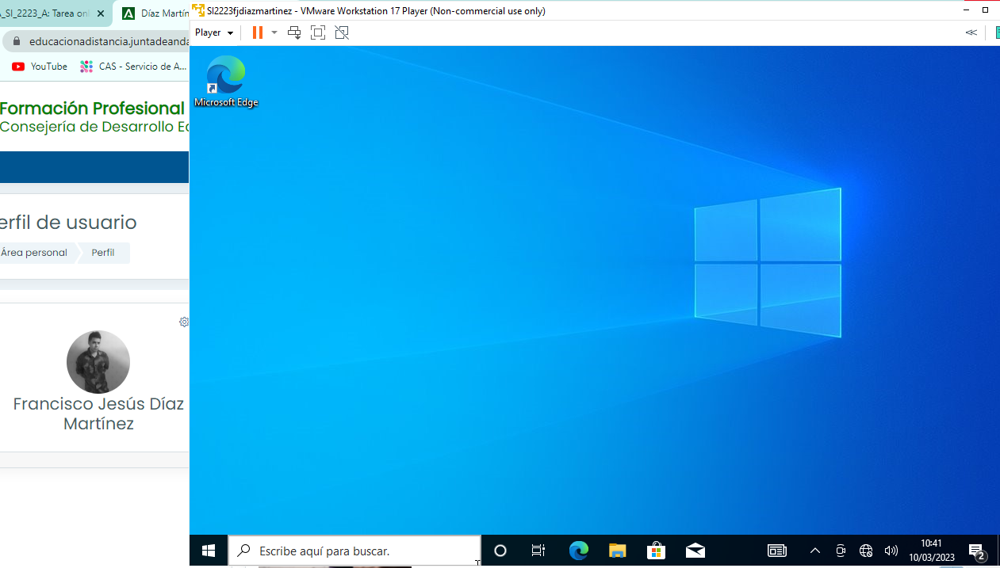 _SI_2223_A: Tarea onl
Díaz Martín
educacionadistancia.juntadeanda
YouTube
CAS - Servicio de A...
Formación Profesional
Consejería de Desarrollo Ec
erfil de usuario
Área personal
Perfil
Francisco Jesús Díaz
Martínez
SI2223fjdiazmartinez - VMware Workstation 17 Player (Non-commercial use only)
Player
Microsoft Edge
Escribe aquí para buscar.
10:41
10/03/2023
2